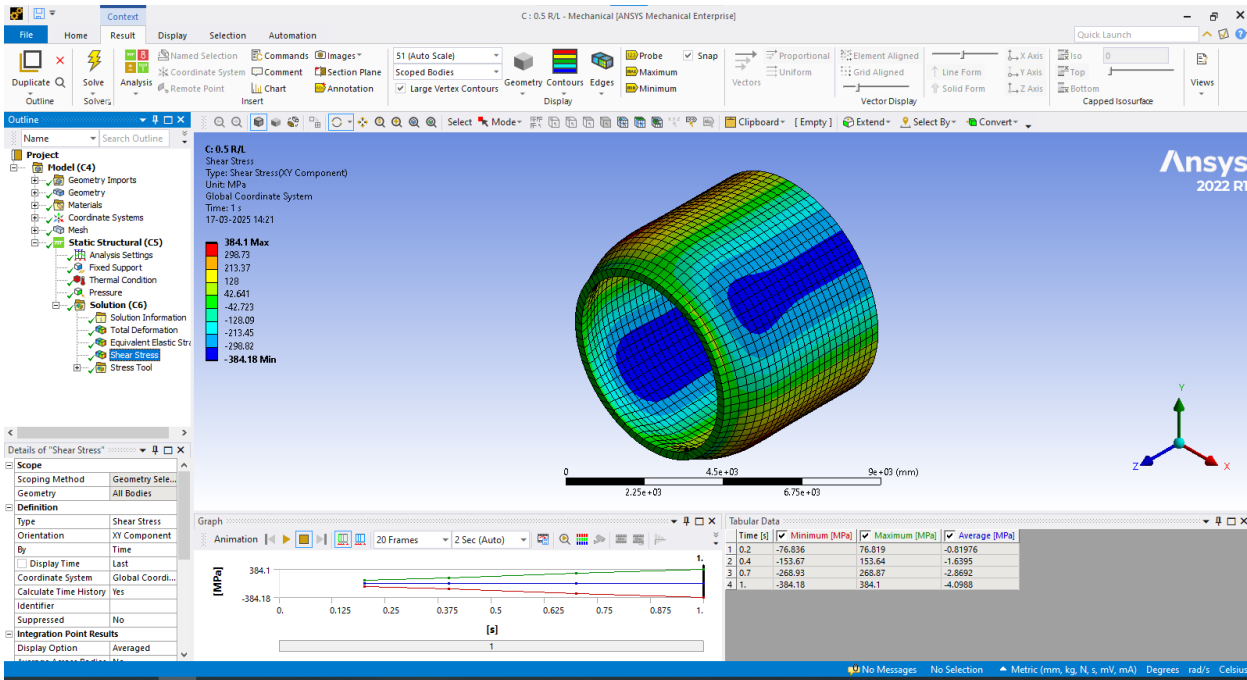 C : 0.5 R/L - Mechanical [ANSYS Mechanical Enterprise]
Context
File Home Result Display Selection Automation
Quick Launch
Duplicate
Outline
Solve
Solvers
Analysis
Named Selection
Coordinate System
Remote Point
Commands
Comment
Chart
Images
Section Plane
Annotation
Insert
51 (Auto Scale)
Scoped Bodies
Large Vertex Contours
Geometry
Contours
Edges
Probe
Maximum
Minimum
Snap
Display
Vectors
Proportional
Uniform
Element Aligned
Grid Aligned
Line Form
Solid Form
X Axis
Y Axis
Z Axis
Vector Display
Iso
Top
Bottom
0
Capped Isosurface
Views
Outline
Name
Search Outline
Select Mode Clipboard [ Empty ] Extend Select By Convert
Project
Model (C4)
Geometry Imports
Geometry
Materials
Coordinate Systems
Mesh
Static Structural (C5)
Analysis Settings
Fixed Support
Thermal Condition
Pressure
Solution (C6)
Solution Information
Total Deformation
Equivalent Elastic Stra
Shear Stress
Stress Tool
C: 0.5 R/L
Shear Stress
Type: Shear Stress(XY Component)
Unit: MPa
Global Coordinate System
Time: 1 s
17-03-2025 14:21
384.1 Max
298.73
213.37
128
42.641
-42.723
-128.09
-213.45
-298.82
-384.18 Min
Ansys
2022 R1
0 4.5e+03 9e+03 (mm)
2.25e+03 6.75e+03
Y
Z
X
Details of "Shear Stress"
Scope
Scoping Method Geometry Sele...
Geometry All Bodies
Definition
Type Shear Stress
Orientation XY Component
By Time
Display Time Last
Coordinate System Global Coordi...
Calculate Time History Yes
Identifier
Suppressed No
Integration Point Results
Display Option Averaged
Graph
Animation 20 Frames 2 Sec (Auto)
1.
[MPa]
384.1
-384.18
0. 0.125 0.25 0.375 0.5 0.625 0.75 0.875 1.
[s]
1
Tabular Data
Time [s] Minimum [MPa] Maximum [MPa] Average [MPa]
1 0.2 -76.836 76.819 -0.81976
2 0.4 -153.67 153.64 -1.6395
3 0.7 -268.93 268.87 -2.8692
4 1. -384.18 384.1 -4.0988
No Messages No Selection Metric (mm, kg, N, s, mV, mA) Degrees rad/s Celsius